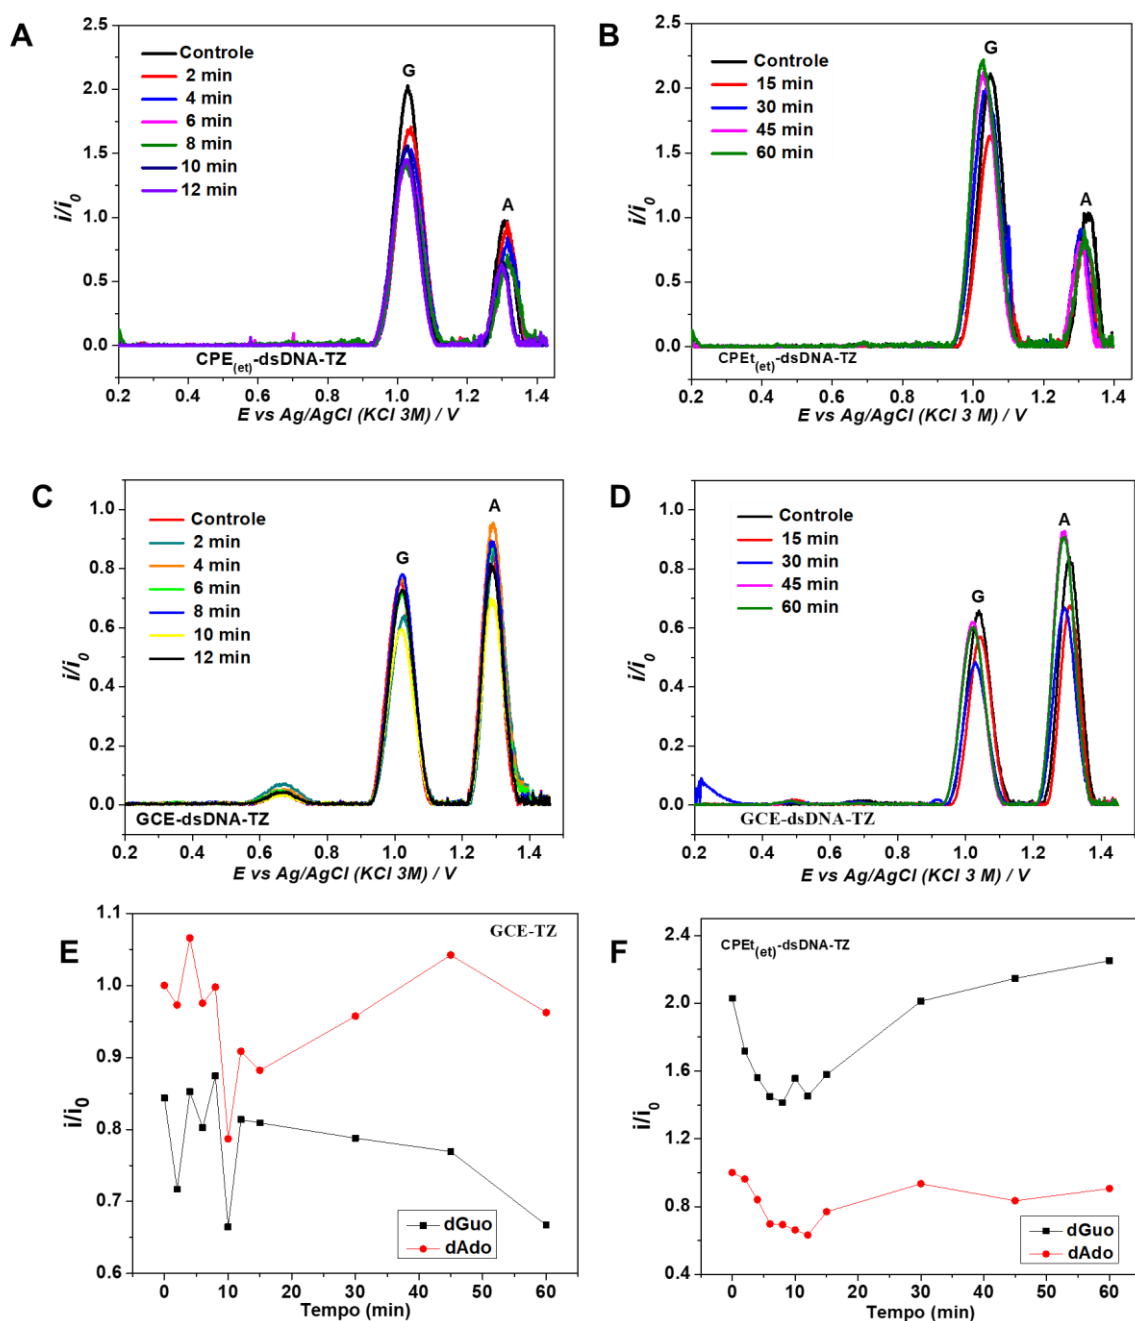 A
2.5
2.0
1.5
1.0
0.5
0.0
i/i0
Controle
2 min
4 min
6 min
8 min
10 min
12 min
G
A
CPE(et)-dsDNA-TZ
0.2 0.4 0.6 0.8 1.0 1.2 1.4
E vs Ag/AgCl (KCl 3M) / V
B
2.5
2.0
1.5
1.0
0.5
0.0
i/i0
Controle
15 min
30 min
45 min
60 min
G
A
CPEt(et)-dsDNA-TZ
0.2 0.4 0.6 0.8 1.0 1.2 1.4
E vs Ag/AgCl (KCl 3 M) / V
C
1.0
0.8
0.6
0.4
0.2
0.0
i/i0
Controle
2 min
4 min
6 min
8 min
10 min
12 min
G
A
GCE-dsDNA-TZ
0.2 0.4 0.6 0.8 1.0 1.2 1.4
E vs Ag/AgCl (KCl 3M) / V
D
1.0
0.8
0.6
0.4
0.2
0.0
i/i0
Controle
15 min
30 min
45 min
60 min
G
A
GCE-dsDNA-TZ
0.2 0.4 0.6 0.8 1.0 1.2 1.4
E vs Ag/AgCl (KCl 3 M) / V
E
1.1
1.0
0.9
0.8
0.7
0.6
i/i0
GCE-TZ
dGuo
dAdo
0 10 20 30 40 50 60
Tempo (min)
F
2.4
2.0
1.6
1.2
0.8
0.4
i/i0
CPEt(et)-dsDNA-TZ
dGuo
dAdo
0 10 20 30 40 50 60
Tempo (min)